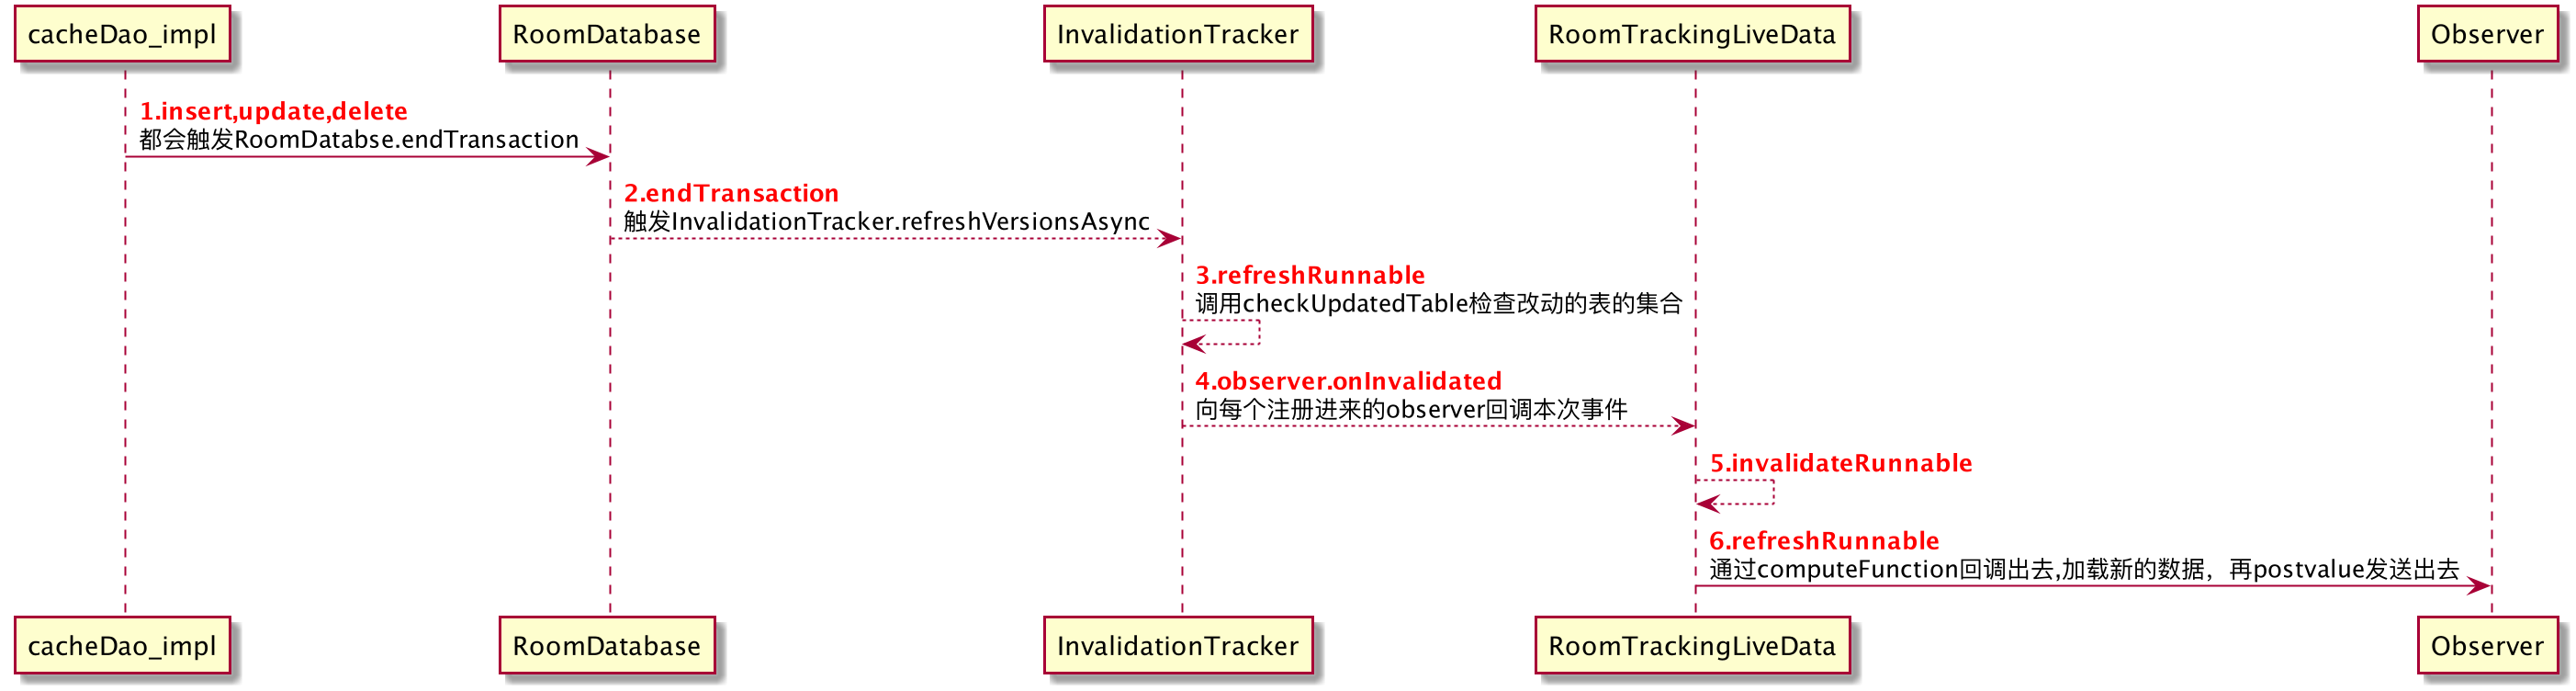 cacheDao_impl
RoomDatabase
InvalidationTracker
RoomTrackingLiveData
Observer
1.insert,update,delete
都会触发RoomDatabse.endTransaction
2.endTransaction
触发InvalidationTracker.refreshVersionsAsync
3.refreshRunnable
调用checkUpdatedTable检查改动的表的集合
4.observer.onInvalidated
向每个注册进来的observer回调本次事件
5.invalidateRunnable
6.refreshRunnable
通过computeFunction回调出去,加载新的数据，再postvalue发送出去
cacheDao_impl
RoomDatabase
InvalidationTracker
RoomTrackingLiveData
Observer